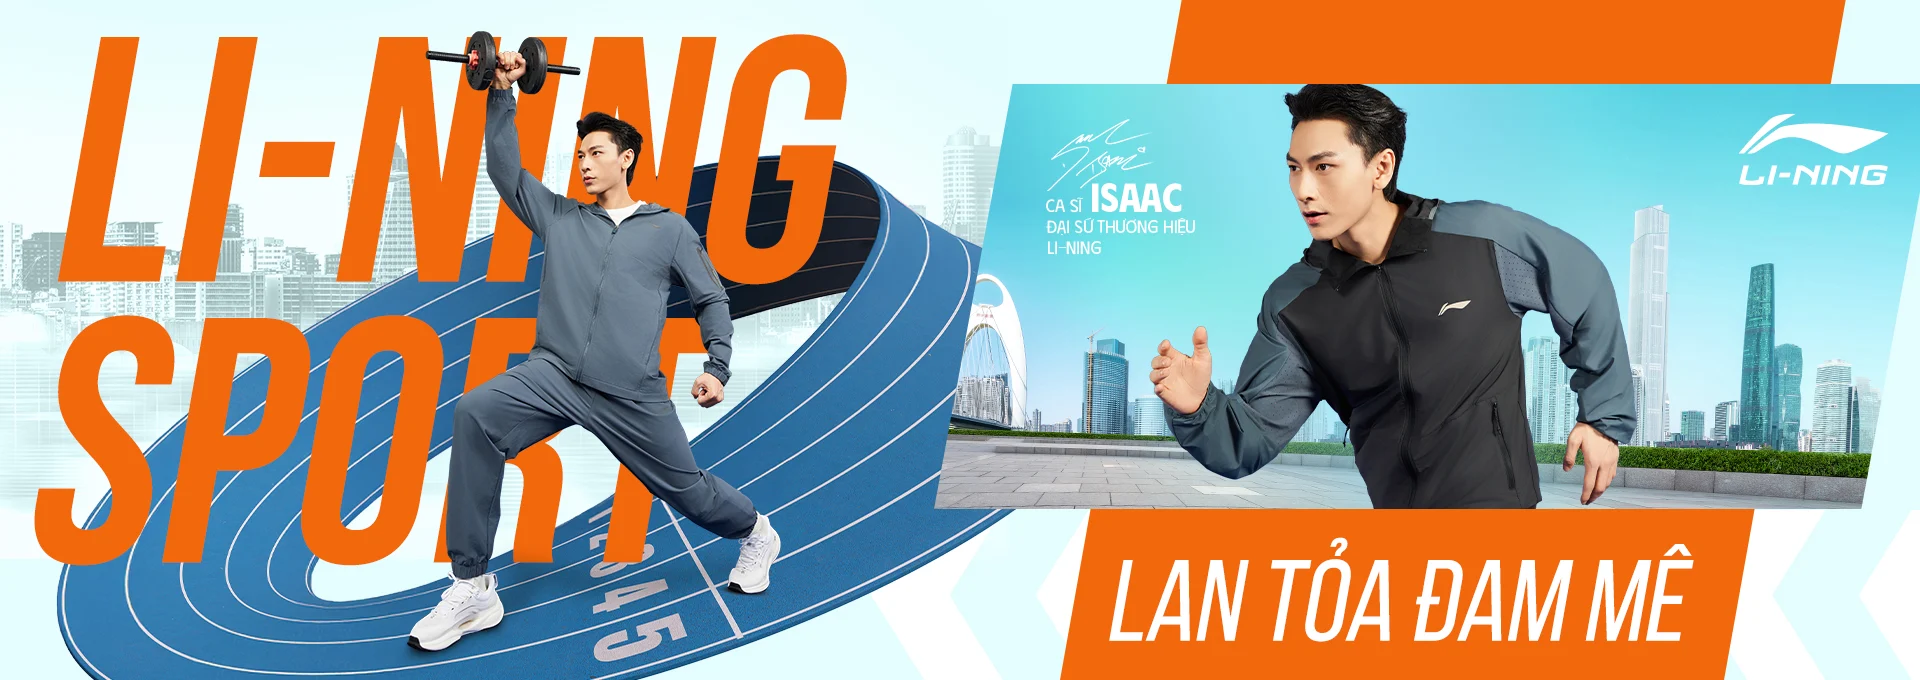 LI-NING
SPORT
1 2 3 4 5
CA SĨ ISAAC
ĐẠI SỨ THƯƠNG HIỆU
LI-NING
LI-NING
LAN TỎA ĐAM MÊ